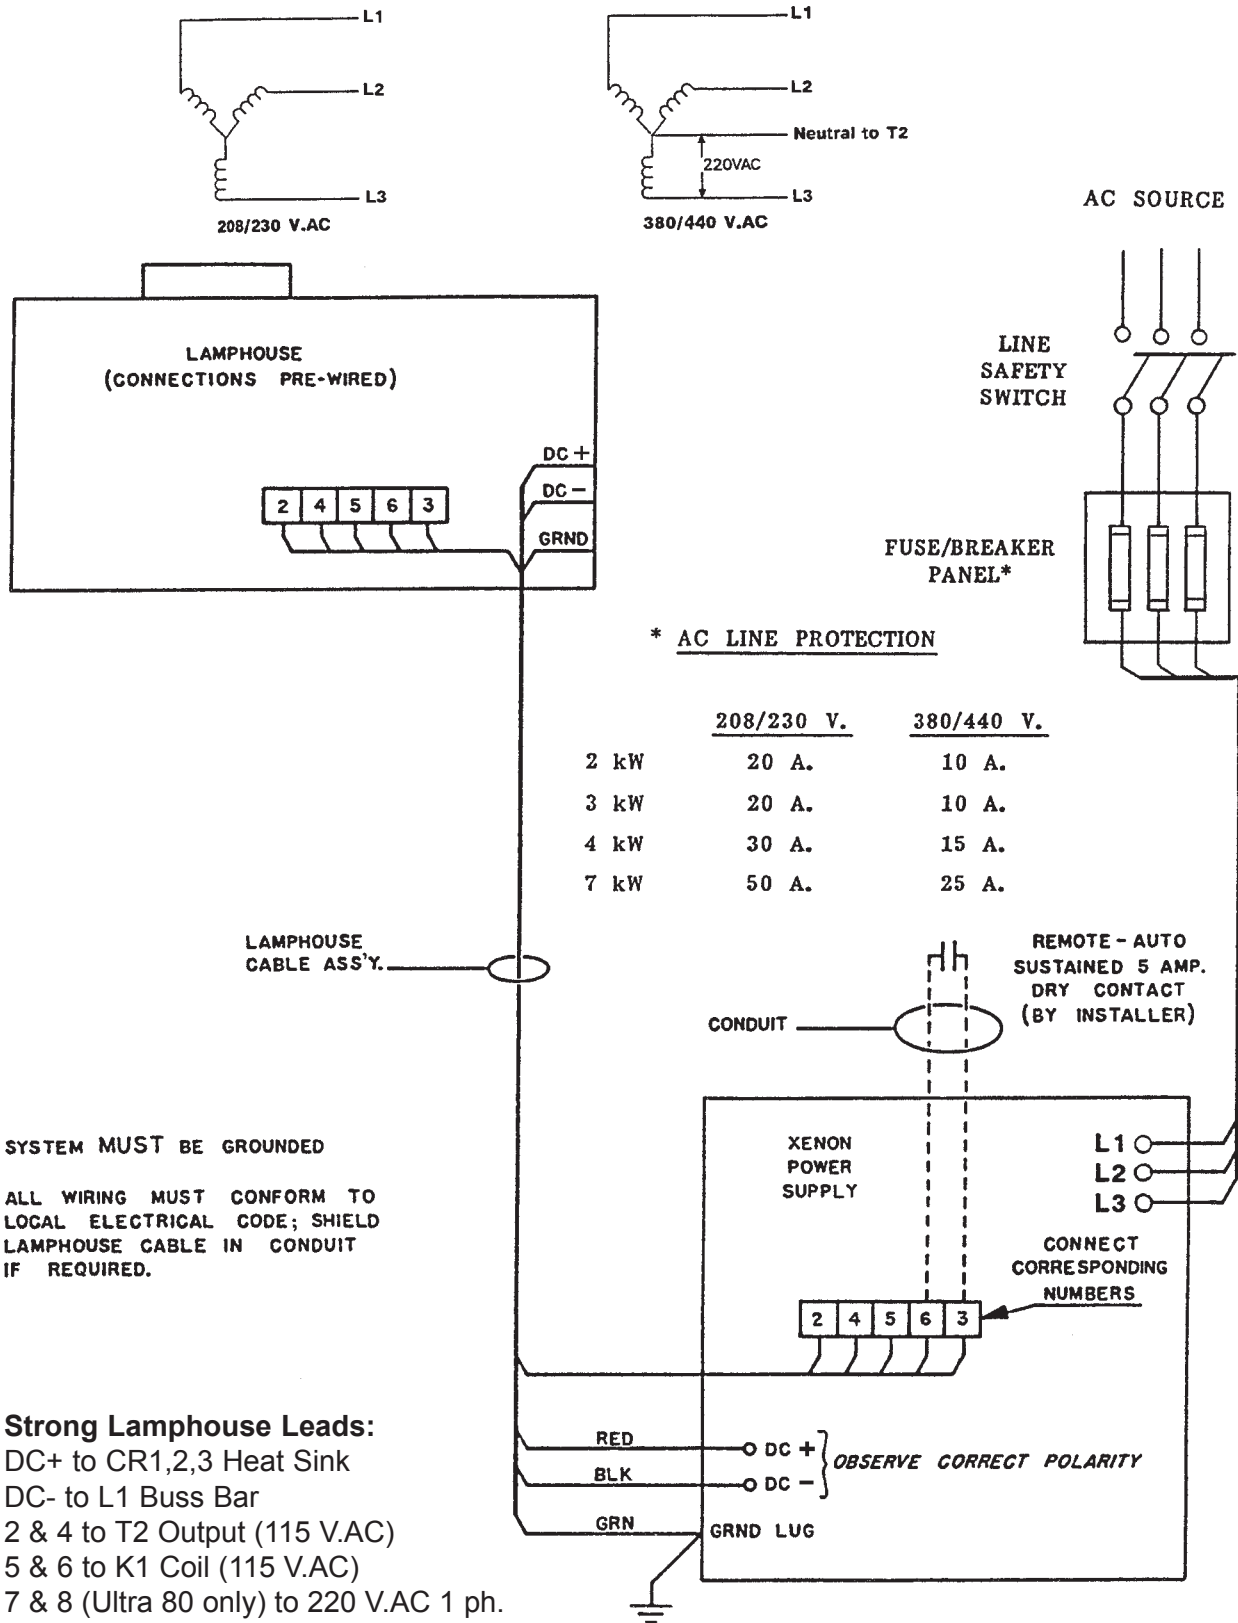 L1
L2
L3
208/230 V.AC
L1
L2
Neutral to T2
220VAC
L3
380/440 V.AC
AC SOURCE
LINE
SAFETY
SWITCH
FUSE/BREAKER
PANEL*
LAMPHOUSE
(CONNECTIONS PRE-WIRED)
DC +
DC -
GRND
2 4 5 6 3
* AC LINE PROTECTION
208/230 V. 380/440 V.
2 kW 20 A. 10 A.
3 kW 20 A. 10 A.
4 kW 30 A. 15 A.
7 kW 50 A. 25 A.
LAMPHOUSE
CABLE ASS'Y.
REMOTE - AUTO
SUSTAINED 5 AMP.
DRY CONTACT
(BY INSTALLER)
CONDUIT
SYSTEM MUST BE GROUNDED
ALL WIRING MUST CONFORM TO
LOCAL ELECTRICAL CODE; SHIELD
LAMPHOUSE CABLE IN CONDUIT
IF REQUIRED.
XENON
POWER
SUPPLY
L1
L2
L3
CONNECT
CORRESPONDING
NUMBERS
2 4 5 6 3
RED
DC +
BLK
DC -
OBSERVE CORRECT POLARITY
GRN
GRND LUG
Strong Lamphouse Leads:
DC+ to CR1,2,3 Heat Sink
DC- to L1 Buss Bar
2 & 4 to T2 Output (115 V.AC)
5 & 6 to K1 Coil (115 V.AC)
7 & 8 (Ultra 80 only) to 220 V.AC 1 ph.